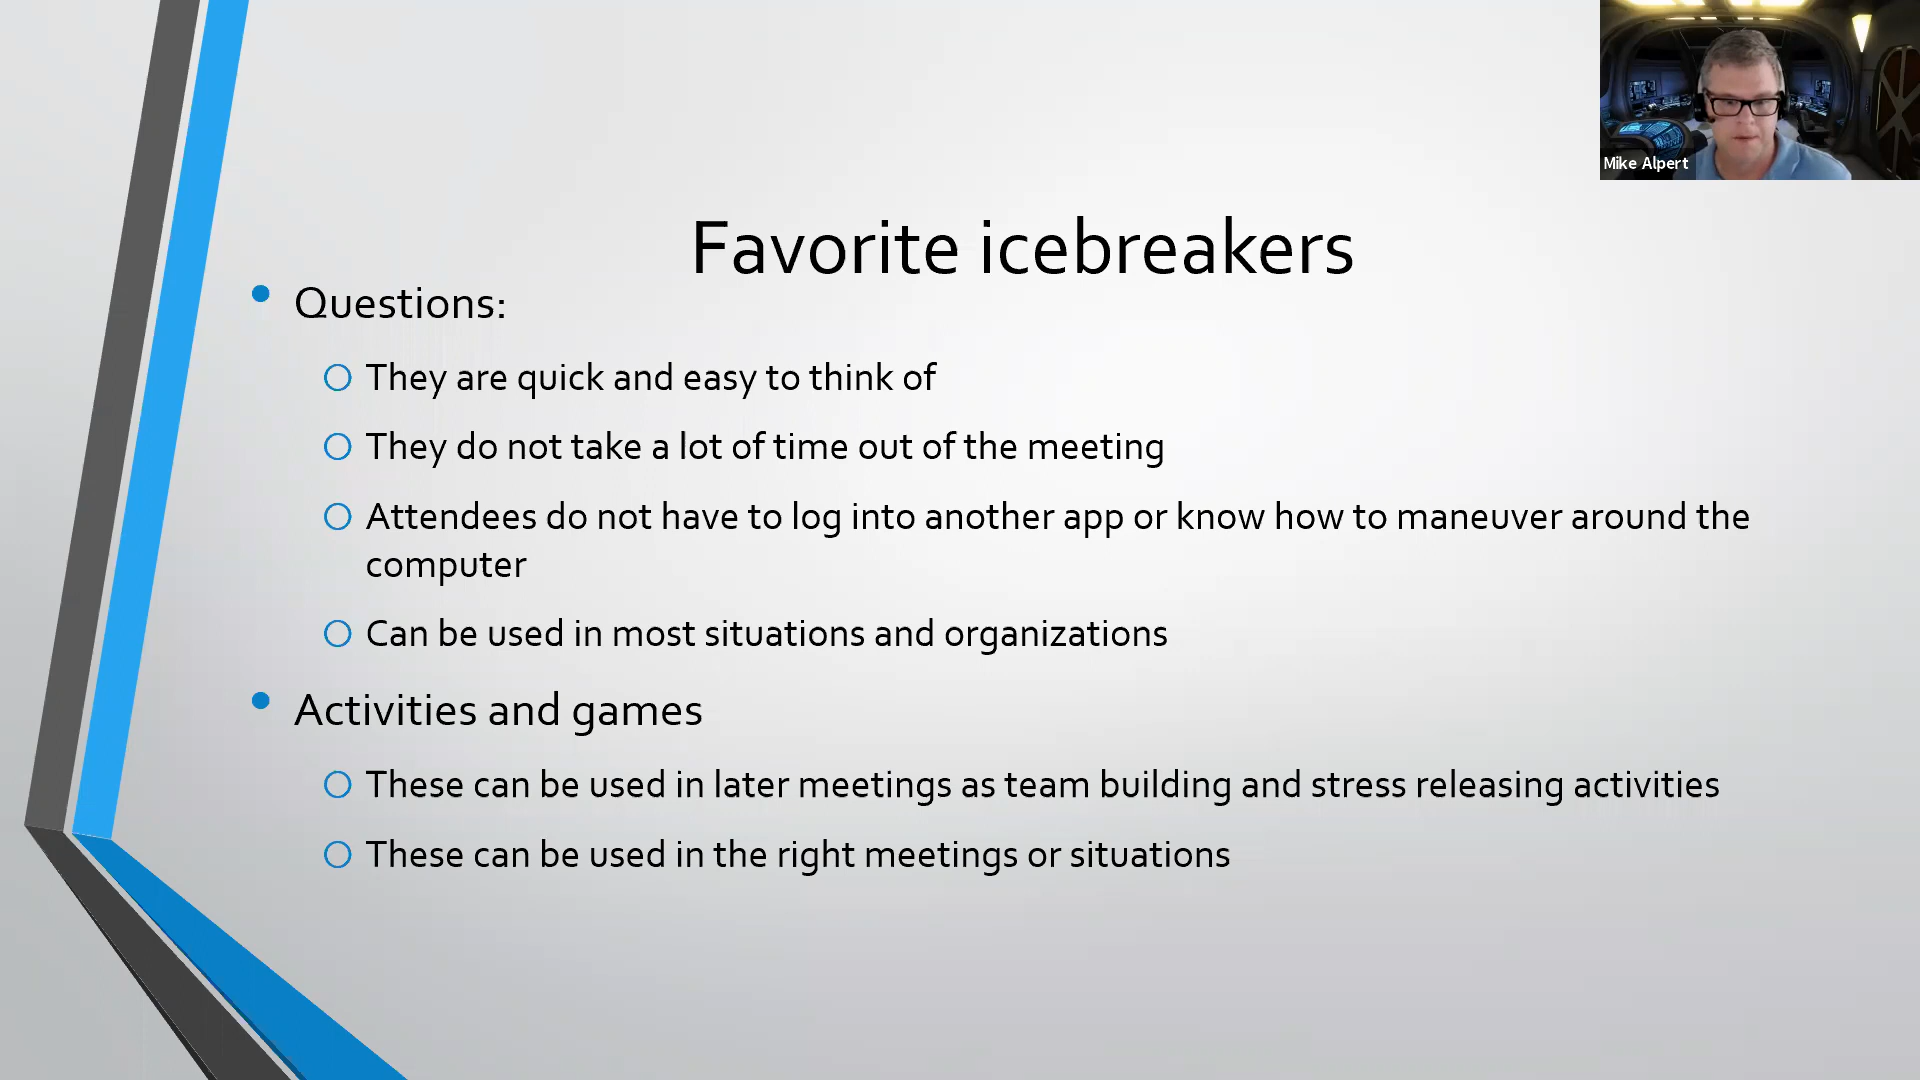 Mike Alpert
Favorite icebreakers
Questions:
They are quick and easy to think of
They do not take a lot of time out of the meeting
Attendees do not have to log into another app or know how to maneuver around the
computer
Can be used in most situations and organizations
Activities and games
These can be used in later meetings as team building and stress releasing activities
These can be used in the right meetings or situations